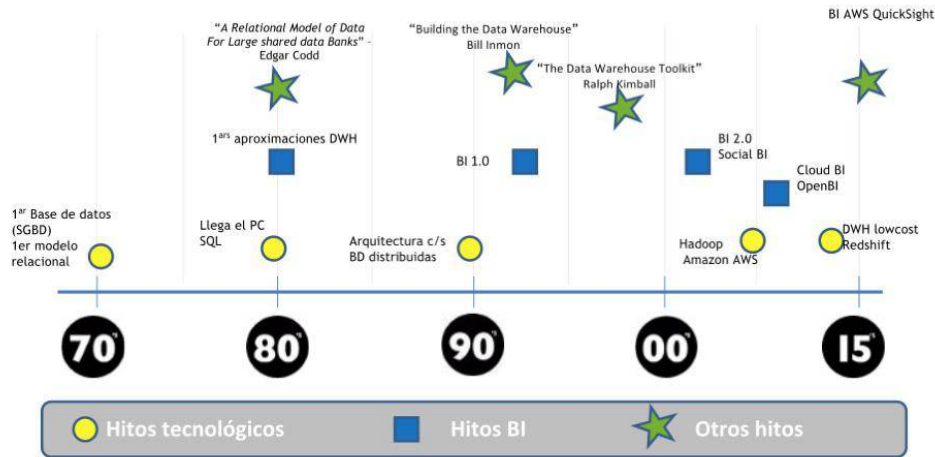 BI AWS QuickSight
“A Relational Model of Data
For Large shared data Banks” -
Edgar Codd
“Building the Data Warehouse”
Bill Inmon
“The Data Warehouse Toolkit”
Ralph Kimball
1ars aproximaciones DWH
BI 1.0
BI 2.0
Social BI
Cloud BI
OpenBI
1ar Base de datos
(SGBD)
1er modelo
relacional
Llega el PC
SQL
Arquitectura c/s
BD distribuidas
Hadoop
Amazon AWS
DWH lowcost
Redshift
70's
80's
90's
00's
15's
Hitos tecnológicos
Hitos BI
Otros hitos